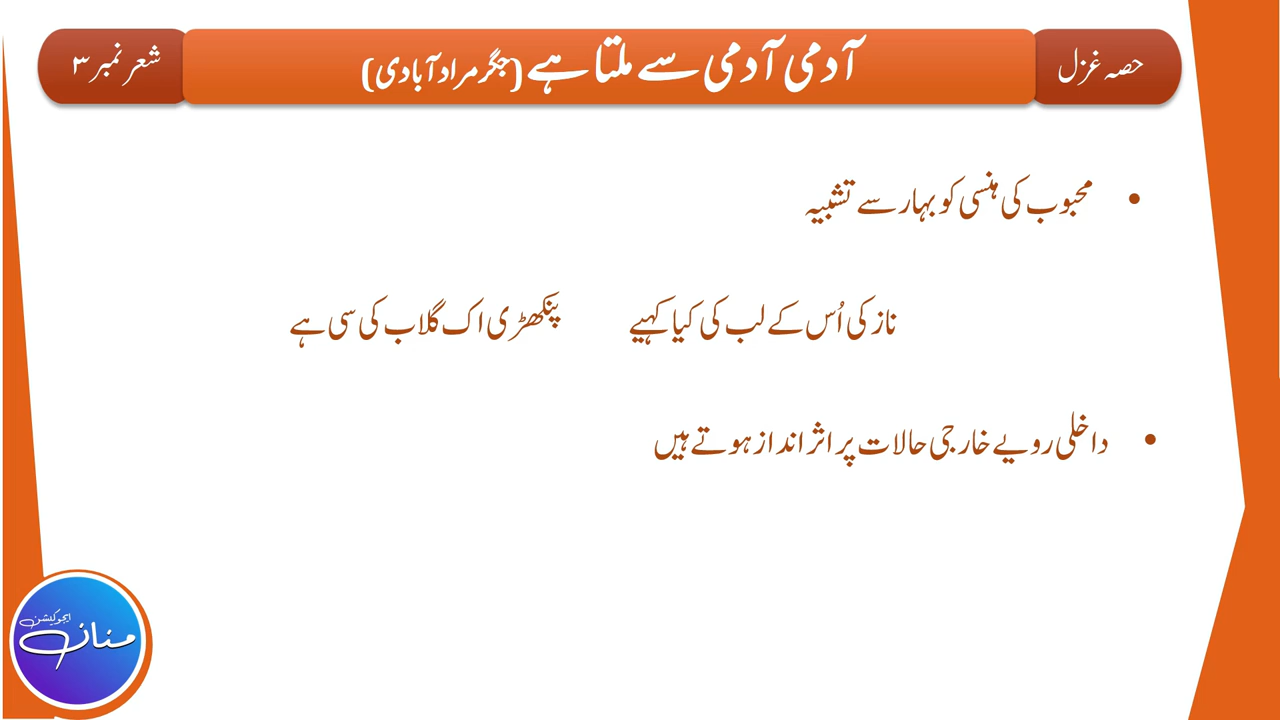 حصہ غزل
آدمی آدمی سے ملتا ہے (جگر مراد آبادی)
شعر نمبر ۳
• محبوب کی ہنسی کو بہار سے تشبیہ
نازکی اُس کے لب کی کیا کہیے پنکھڑی اک گلاب کی سی ہے
• داخلی رویے خارجی حالات پر اثر انداز ہوتے ہیں
ایجوکیشن
منان